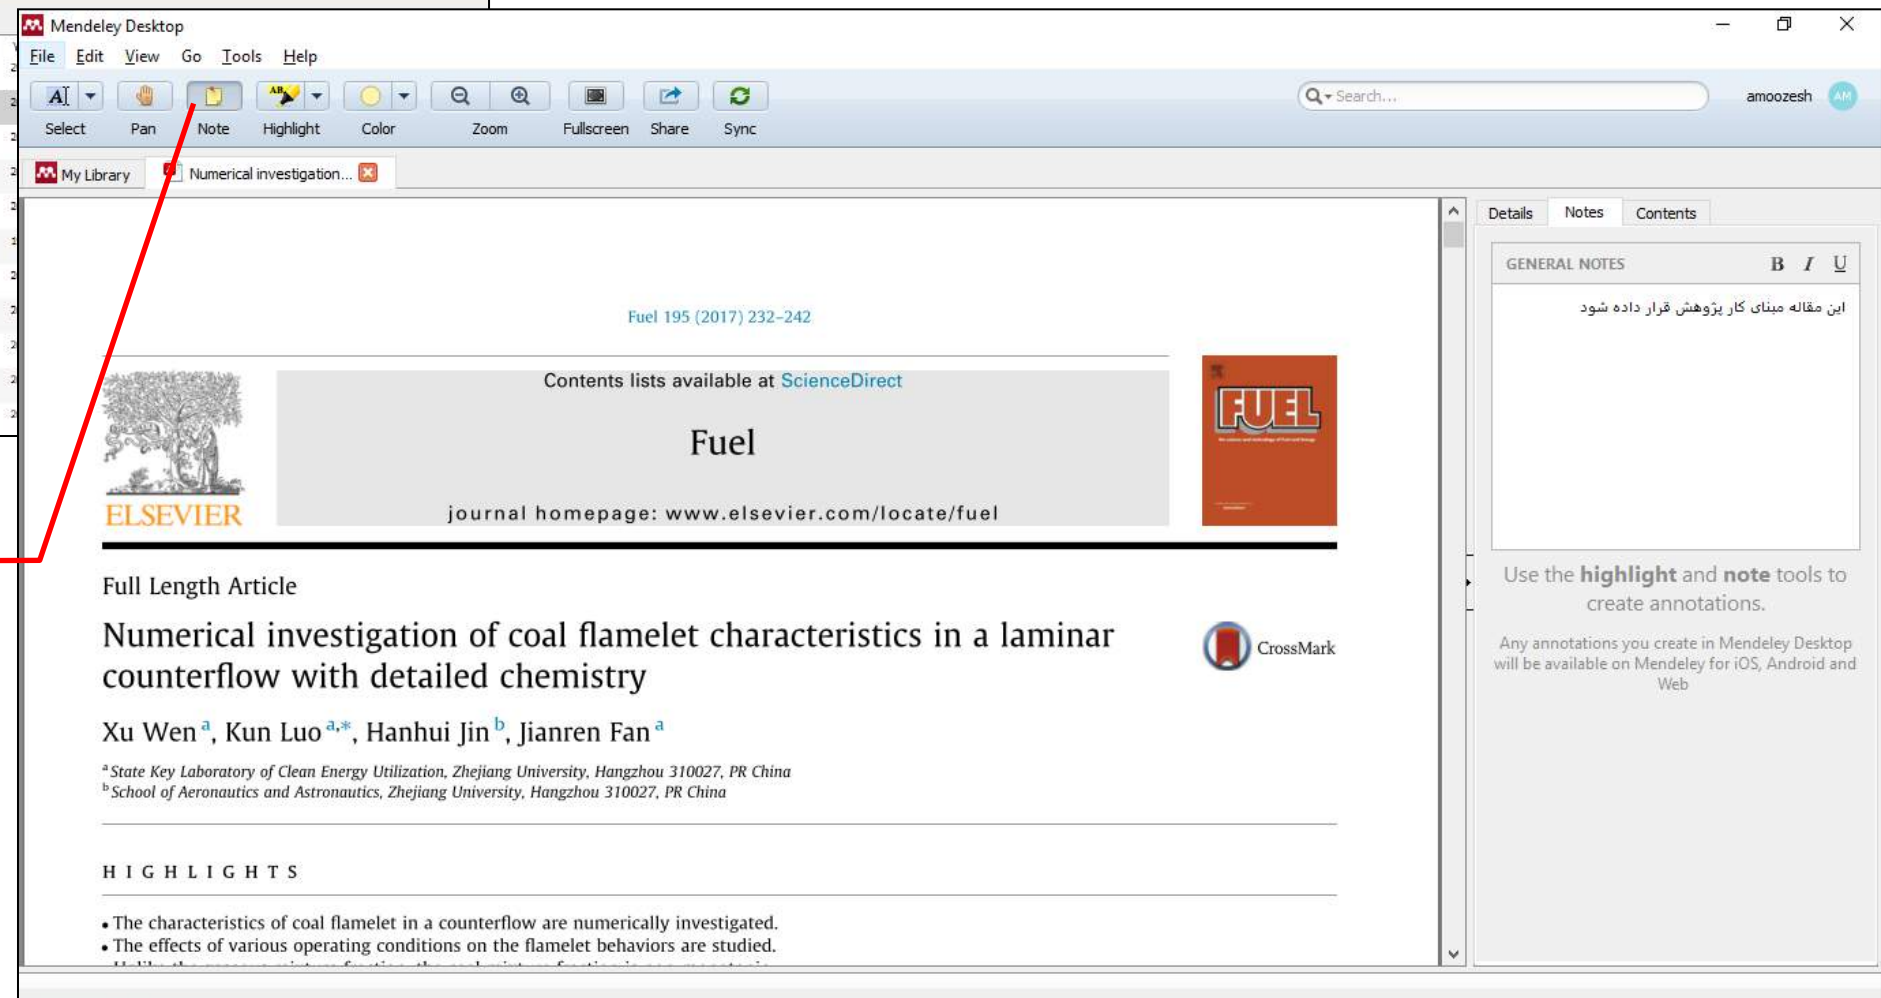 Mendeley Desktop
File Edit View Go Tools Help
Select Pan Note Highlight Color Zoom Fullscreen Share Sync
Search...
amoozesh AM
My Library Numerical investigation...
Details Notes Contents
GENERAL NOTES B I U
این مقاله مبنای کار پژوهش قرار داده شود
Use the highlight and note tools to
create annotations.
Any annotations you create in Mendeley Desktop
will be available on Mendeley for iOS, Android and
Web
Fuel 195 (2017) 232–242
Contents lists available at ScienceDirect
Fuel
journal homepage: www.elsevier.com/locate/fuel
ELSEVIER
FUEL
Full Length Article
Numerical investigation of coal flamelet characteristics in a laminar
counterflow with detailed chemistry
CrossMark
Xu Wen a, Kun Luo a,*, Hanhui Jin b, Jianren Fan a
a State Key Laboratory of Clean Energy Utilization, Zhejiang University, Hangzhou 310027, PR China
b School of Aeronautics and Astronautics, Zhejiang University, Hangzhou 310027, PR China
HIGHLIGHTS
• The characteristics of coal flamelet in a counterflow are numerically investigated.
• The effects of various operating conditions on the flamelet behaviors are studied.